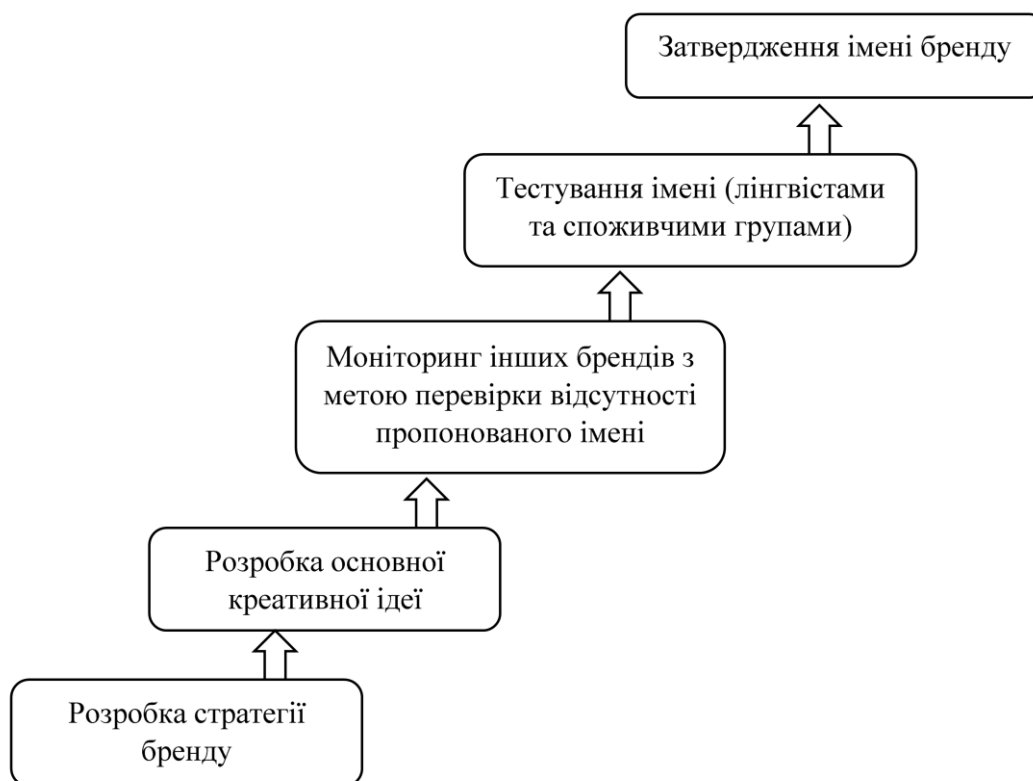 Затвердження імені бренду
Тестування імені (лінгвістами
та споживчими групами)
Моніторинг інших брендів з
метою перевірки відсутності
пропонованого імені
Розробка основної
креативної ідеї
Розробка стратегії
бренду